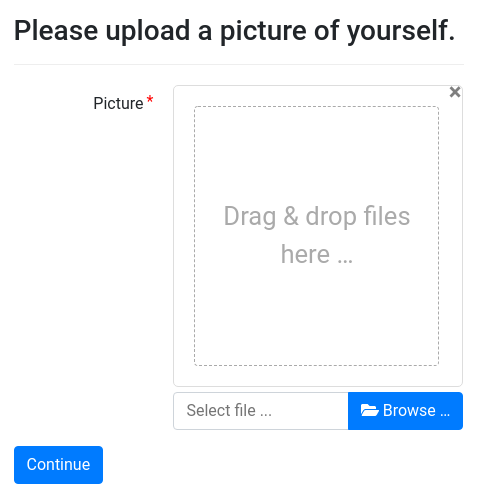 Please upload a picture of yourself.
Picture *
×
Drag & drop files
here ...
Select file ...
Browse ...
Continue